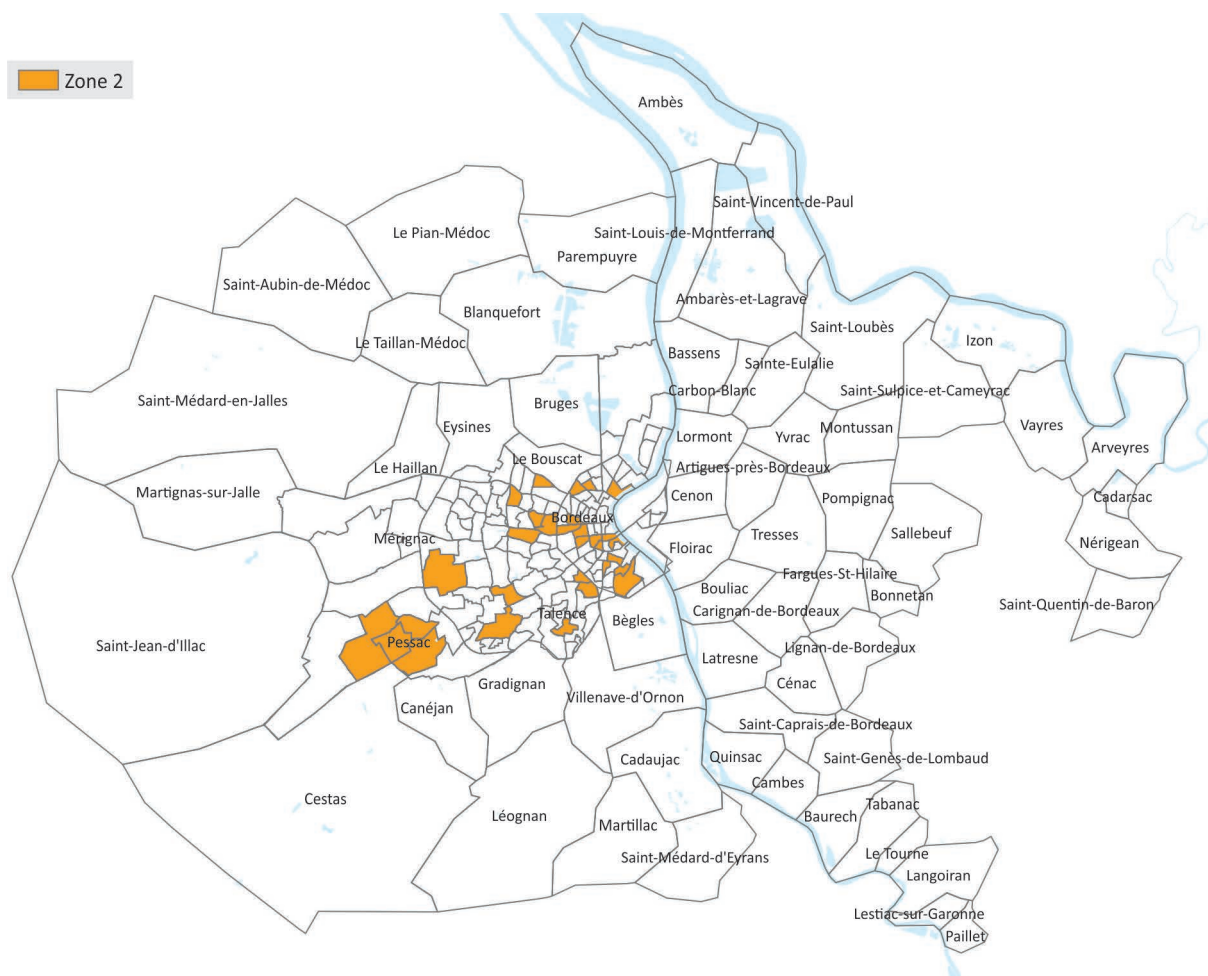 Zone 2
Ambès
Saint-Vincent-de-Paul
Le Pian-Médoc
Saint-Louis-de-Montferrand
Parempuyre
Saint-Aubin-de-Médoc
Ambarès-et-Lagrave
Blanquefort
Saint-Loubès
Le Taillan-Médoc
Izon
Bassens
Sainte-Eulalie
Carbon-Blanc
Saint-Sulpice-et-Cameyrac
Saint-Médard-en-Jalles
Bruges
Eysines
Vayres
Montussan
Lormont
Yvrac
Arveyres
Le Bouscat
Le Haillan
Artigues-près-Bordeaux
Martignas-sur-Jalle
Cenon
Pompignac
Cadarsac
Bordeaux
Mérignac
Tresses
Sallebeuf
Nérigean
Floirac
Fargues-St-Hilaire
Bouliac
Bonnetan
Saint-Quentin-de-Baron
Carignan-de-Bordeaux
Talence
Bègles
Saint-Jean-d'Illac
Pessac
Lignan-de-Bordeaux
Latresne
Gradignan
Cénac
Villenave-d'Ornon
Canéjan
Saint-Caprais-de-Bordeaux
Cadaujac
Quinsac
Saint-Genès-de-Lombaud
Cambes
Cestas
Tabanac
Léognan
Baurech
Martillac
Le Tourne
Saint-Médard-d'Eyrans
Langoiran
Lestiac-sur-Garonne
Paillet